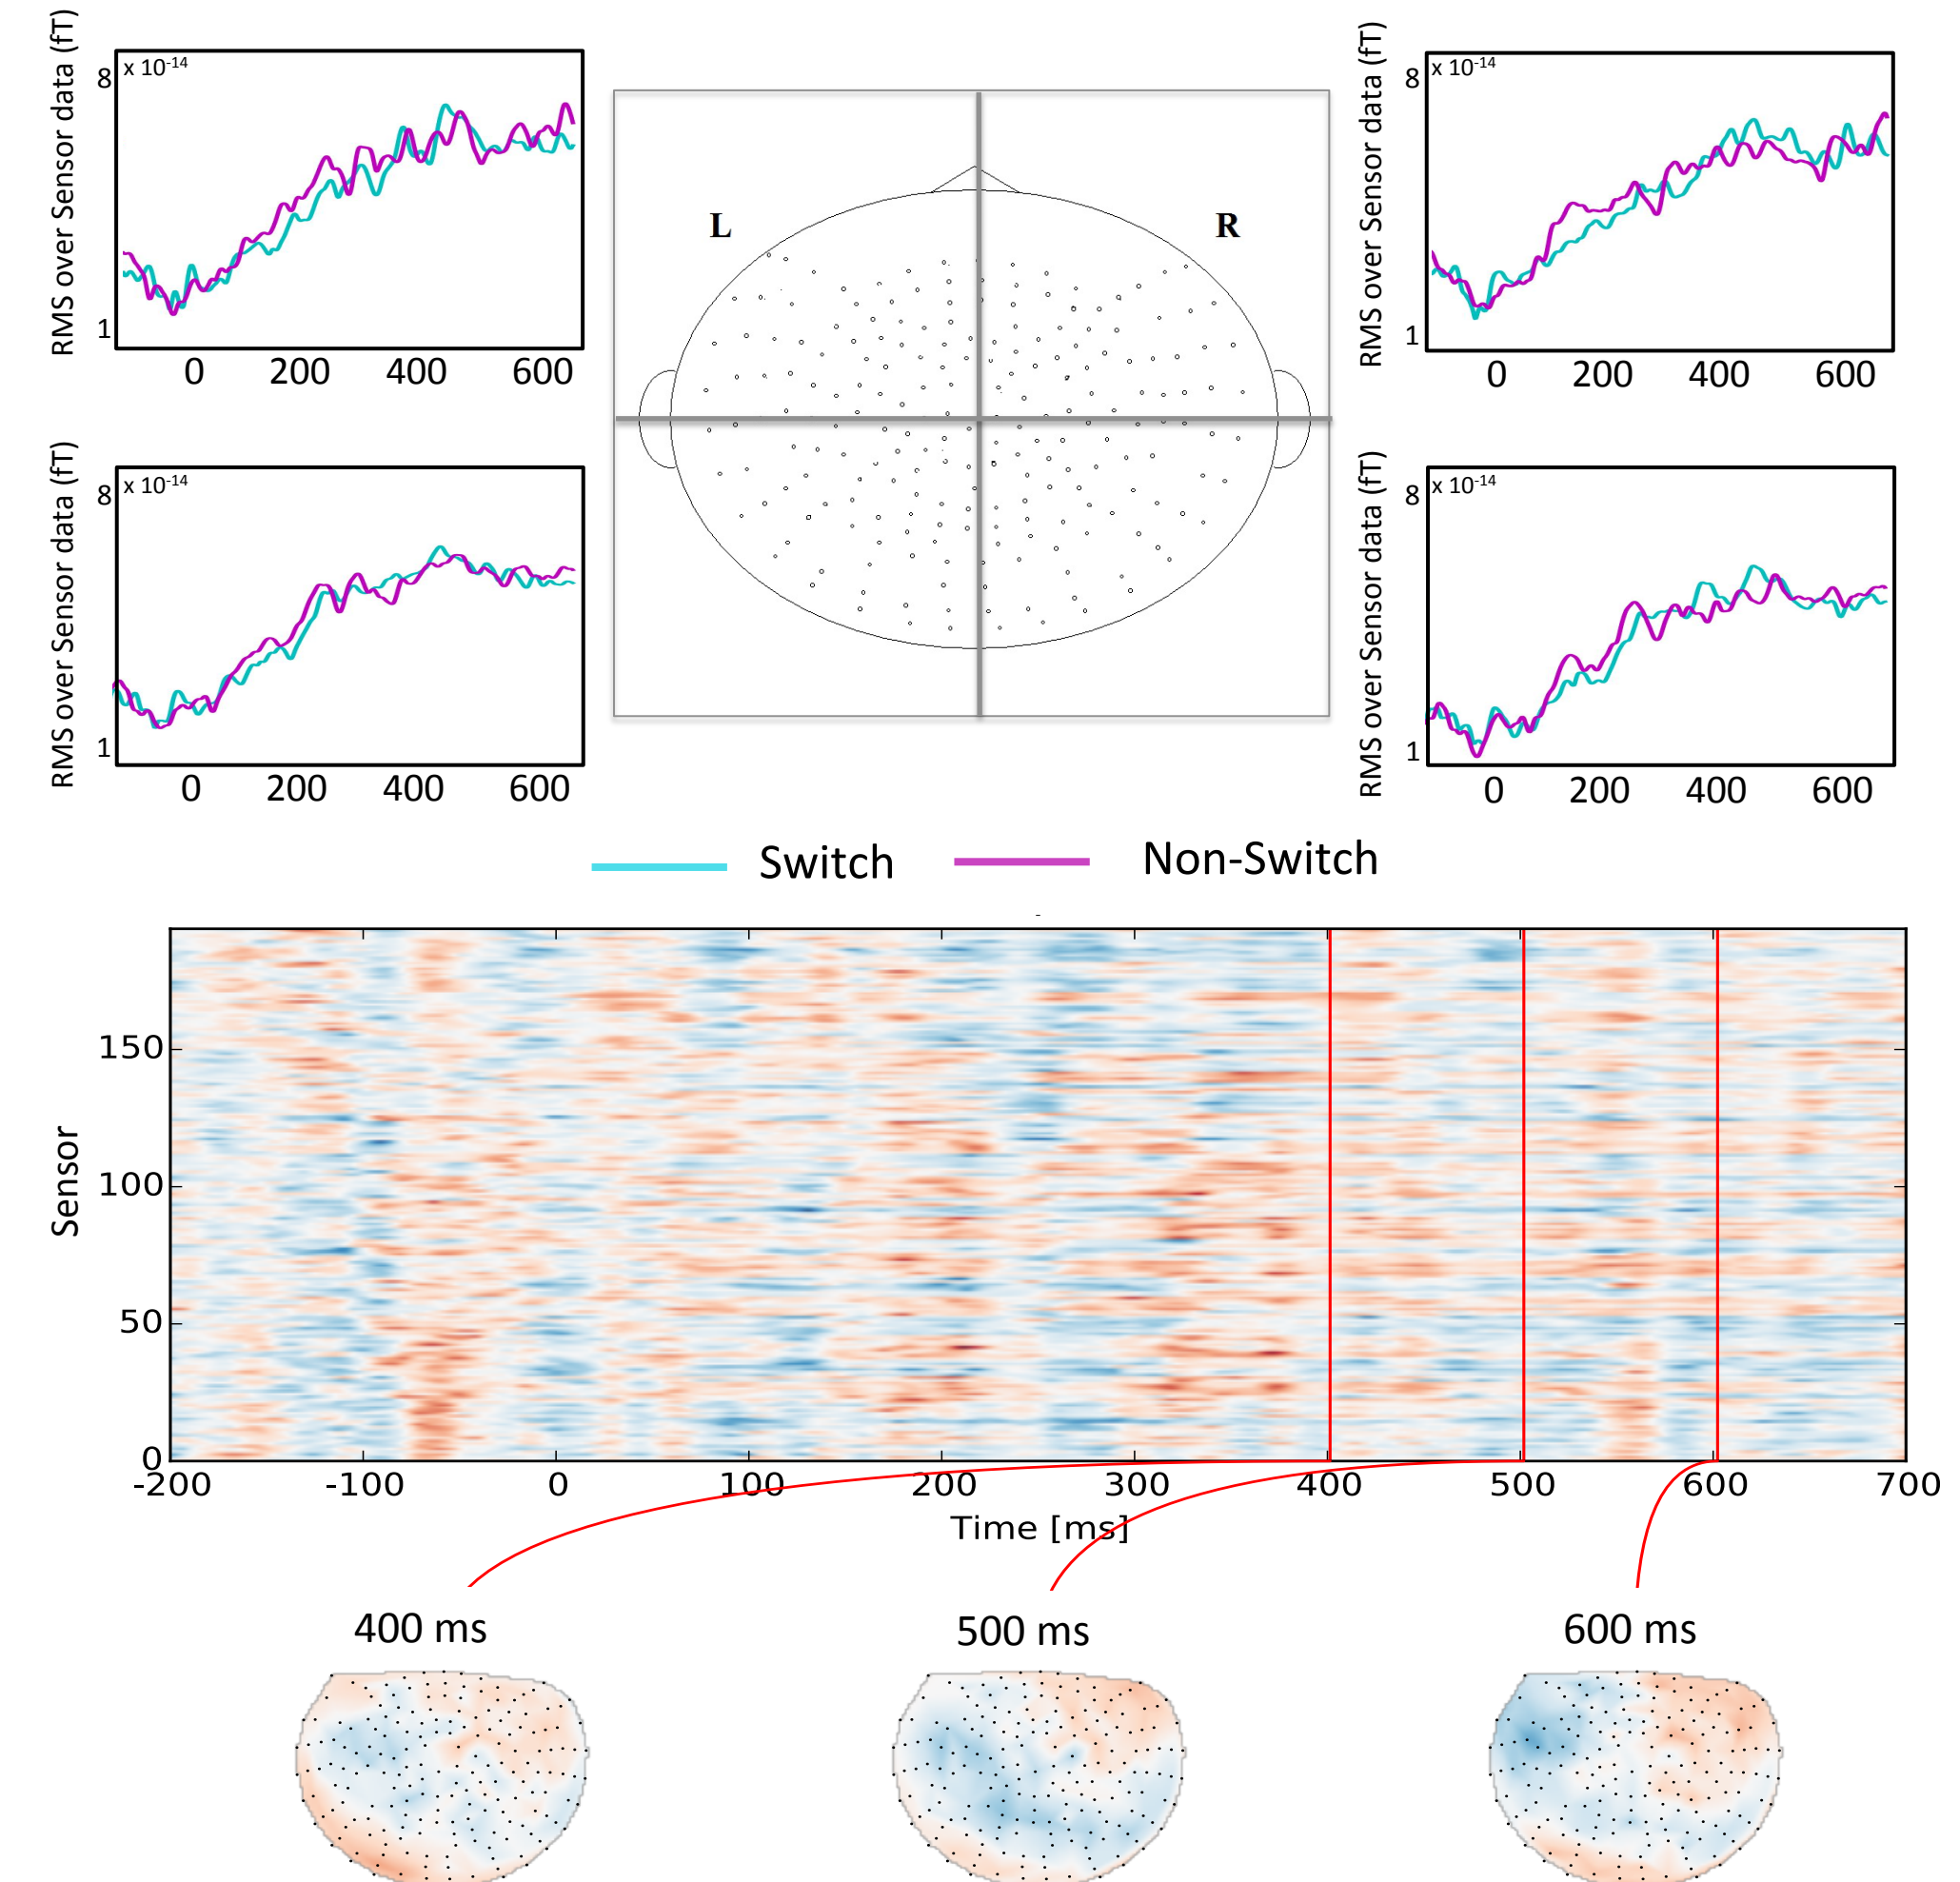 RMS over Sensor data (fT)
8
x 10-14
1
0 200 400 600
RMS over Sensor data (fT)
8
x 10-14
1
0 200 400 600
L R
RMS over Sensor data (fT)
8
x 10-14
1
0 200 400 600
RMS over Sensor data (fT)
8
x 10-14
1
0 200 400 600
Switch Non-Switch
Sensor
150
100
50
0
-200 -100 0 100 200 300 400 500 600 700
Time [ms]
400 ms 500 ms 600 ms